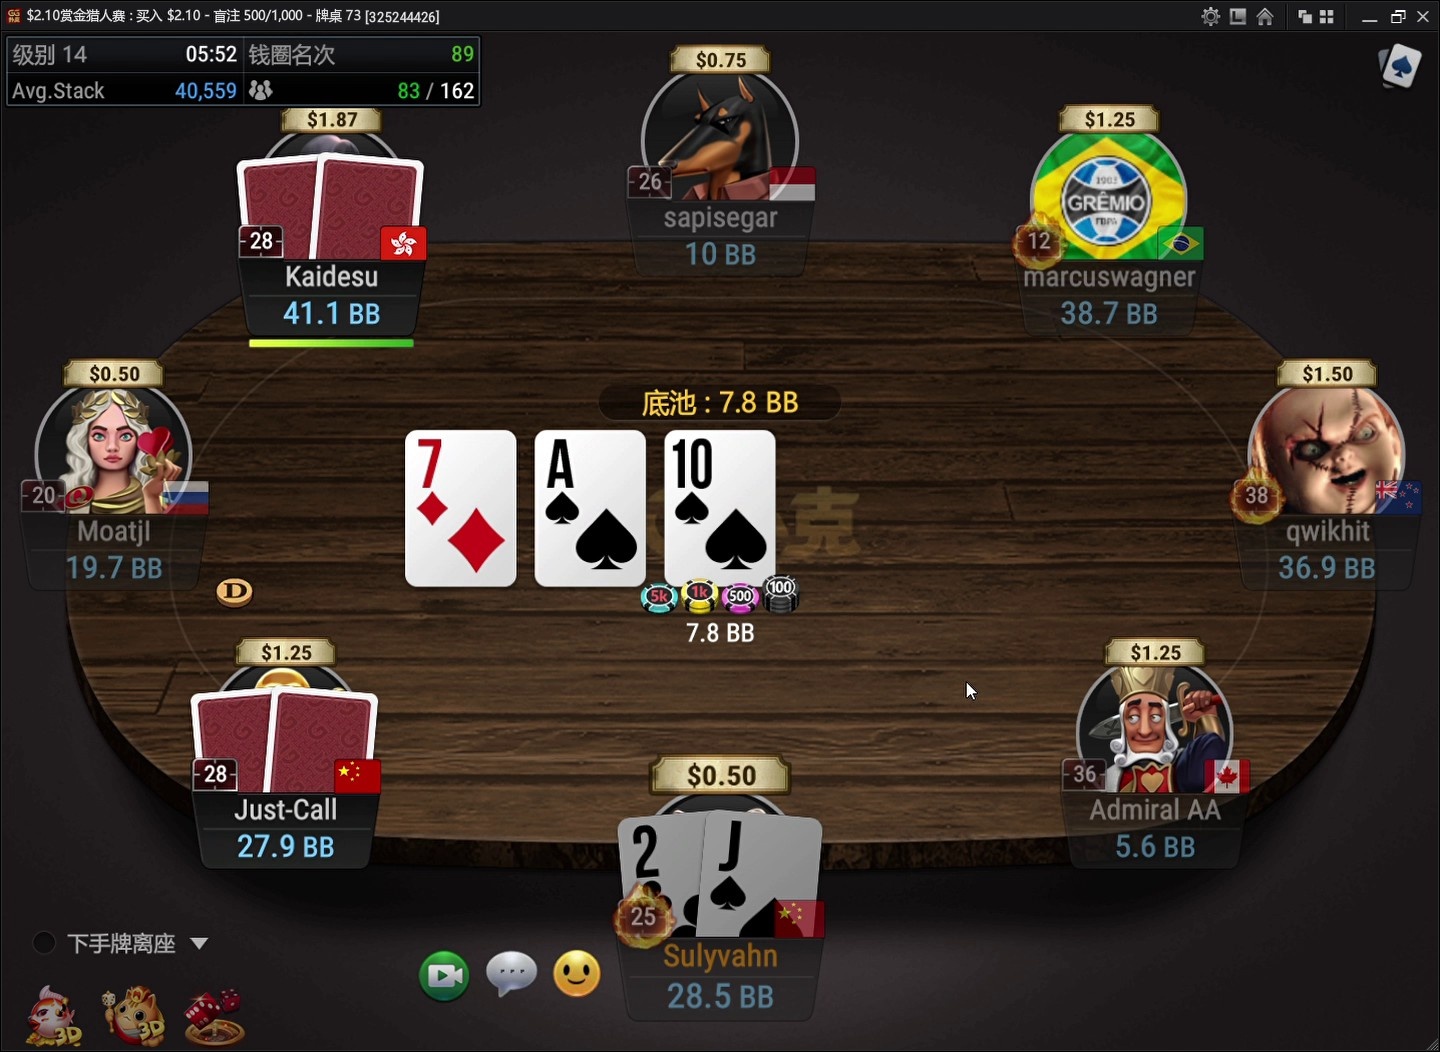 $2.10赏金猎人赛 : 买入 $2.10 - 盲注 500/1,000 - 牌桌 73 [325244426]
级别 14 05:52 钱圈名次 89
Avg.Stack 40,559 83 / 162
$0.75
26
sapisegar
10 BB
$1.87
28
Kaidesu
41.1 BB
$1.25
1903
GRÊMIO
FBPA
12
marcuswagner
38.7 BB
$0.50
20
Moatjl
19.7 BB
$1.50
38
qwikhit
36.9 BB
底池 : 7.8 BB
7 A 10
克
5k 1k 500 100
7.8 BB
D
$1.25
28
Just-Call
27.9 BB
$1.25
36
Admiral AA
5.6 BB
$0.50
2 J
25
Sulyvahn
28.5 BB
下手牌离座
3D 3D